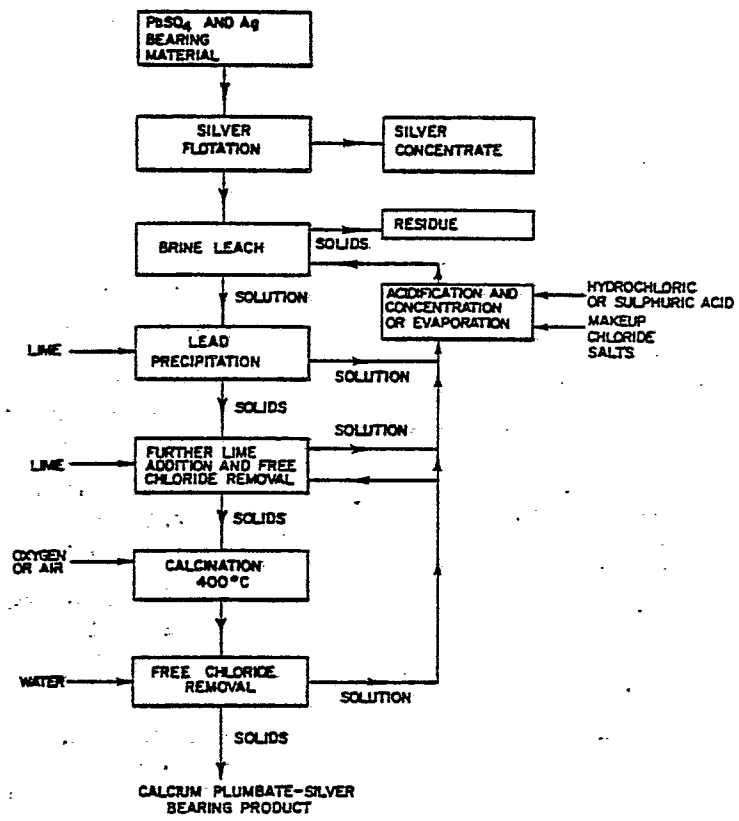 PbSO4 AND Ag
BEARING
MATERIAL
SILVER
FLOTATION
SILVER
CONCENTRATE
BRINE LEACH
SOLIDS
RESIDUE
SOLUTION
ACIDIFICATION AND
CONCENTRATION
OR EVAPORATION
HYDROCHLORIC
OR SULPHURIC ACID
MAKEUP
CHLORIDE
SALTS
LIME
LEAD
PRECIPITATION
SOLUTION
SOLIDS
SOLUTION
LIME
FURTHER LIME
ADDITION AND FREE
CHLORIDE REMOVAL
SOLIDS
OXYGEN
OR AIR
CALCINATION
400°C
WATER
FREE CHLORIDE
REMOVAL
SOLUTION
SOLIDS
CALCIUM PLUMBATE-SILVER
BEARING PRODUCT